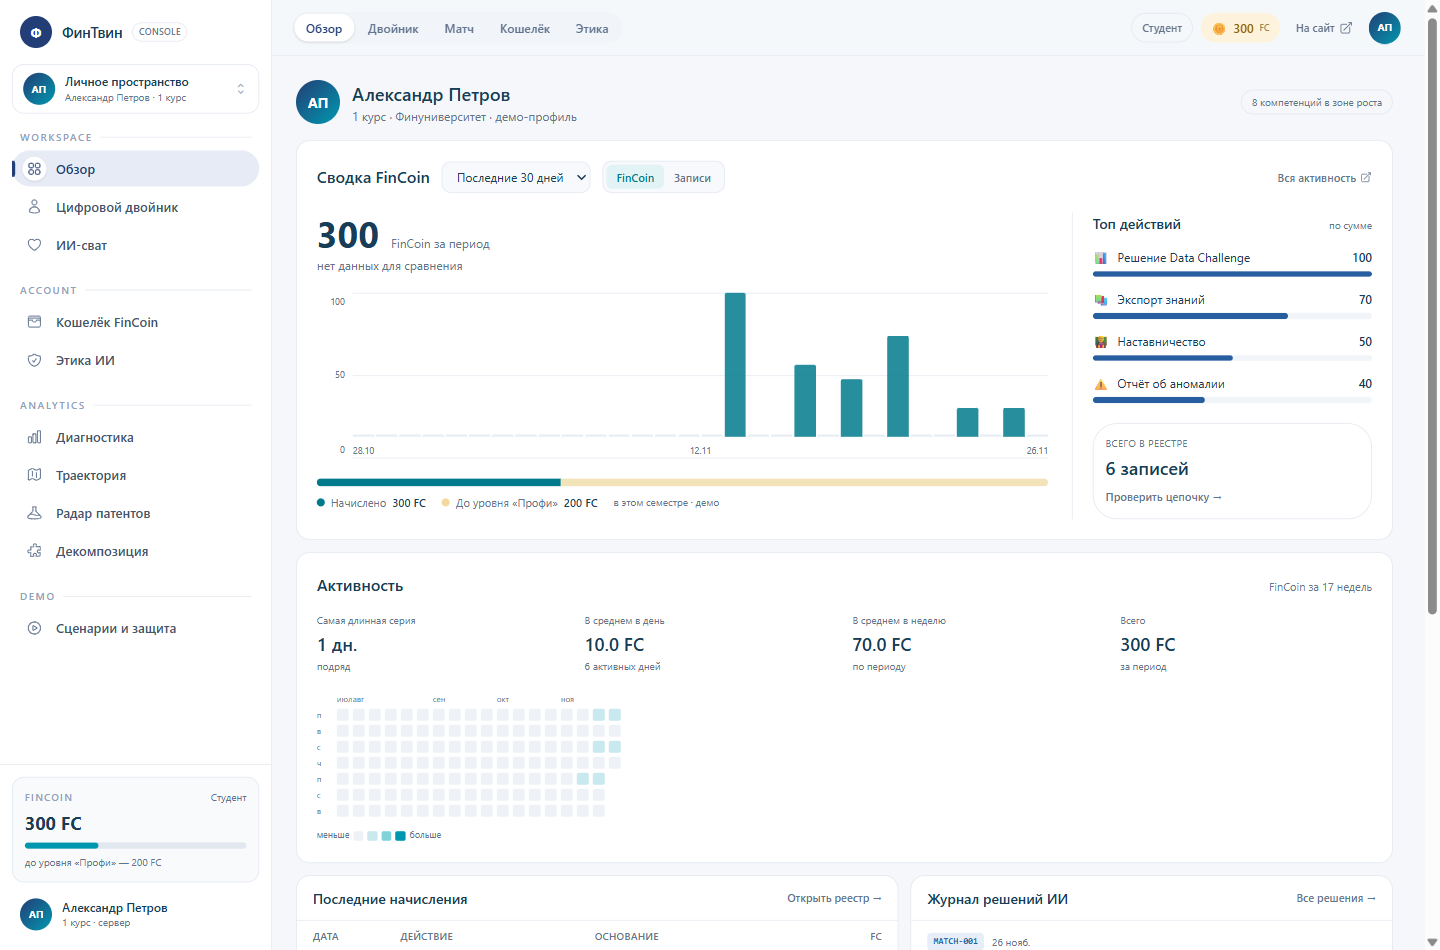 Ф ФинТвин CONSOLE
АП Личное пространство
Александр Петров · 1 курс
WORKSPACE
Обзор
Цифровой двойник
ИИ-сват
ACCOUNT
Кошелёк FinCoin
Этика ИИ
ANALYTICS
Диагностика
Траектория
Радар патентов
Декомпозиция
DEMO
Сценарии и защита
FINCOIN Студент
300 FC
до уровня «Профи» — 200 FC
АП Александр Петров
1 курс · сервер
Обзор Двойник Матч Кошелёк Этика
Студент 300 FC На сайт АП
АП Александр Петров
1 курс · Финуниверситет · демо-профиль
8 компетенций в зоне роста
Сводка FinCoin Последние 30 дней FinCoin Записи Вся активность
300 FinCoin за период
нет данных для сравнения
100
50
0 28.10 12.11 26.11
Начислено 300 FC До уровня «Профи» 200 FC в этом семестре · демо
Топ действий по сумме
Решение Data Challenge 100
Экспорт знаний 70
Наставничество 50
Отчёт об аномалии 40
ВСЕГО В РЕЕСТРЕ
6 записей
Проверить цепочку →
Активность FinCoin за 17 недель
Самая длинная серия
1 дн.
подряд
В среднем в день
10.0 FC
6 активных дней
В среднем в неделю
70.0 FC
по периоду
Всего
300 FC
за период
июлавг сен окт ноя
п
в
с
ч
п
с
в
меньше больше
Последние начисления Открыть реестр →
ДАТА ДЕЙСТВИЕ ОСНОВАНИЕ FC
Журнал решений ИИ Все решения →
MATCH-001 26 нояб.